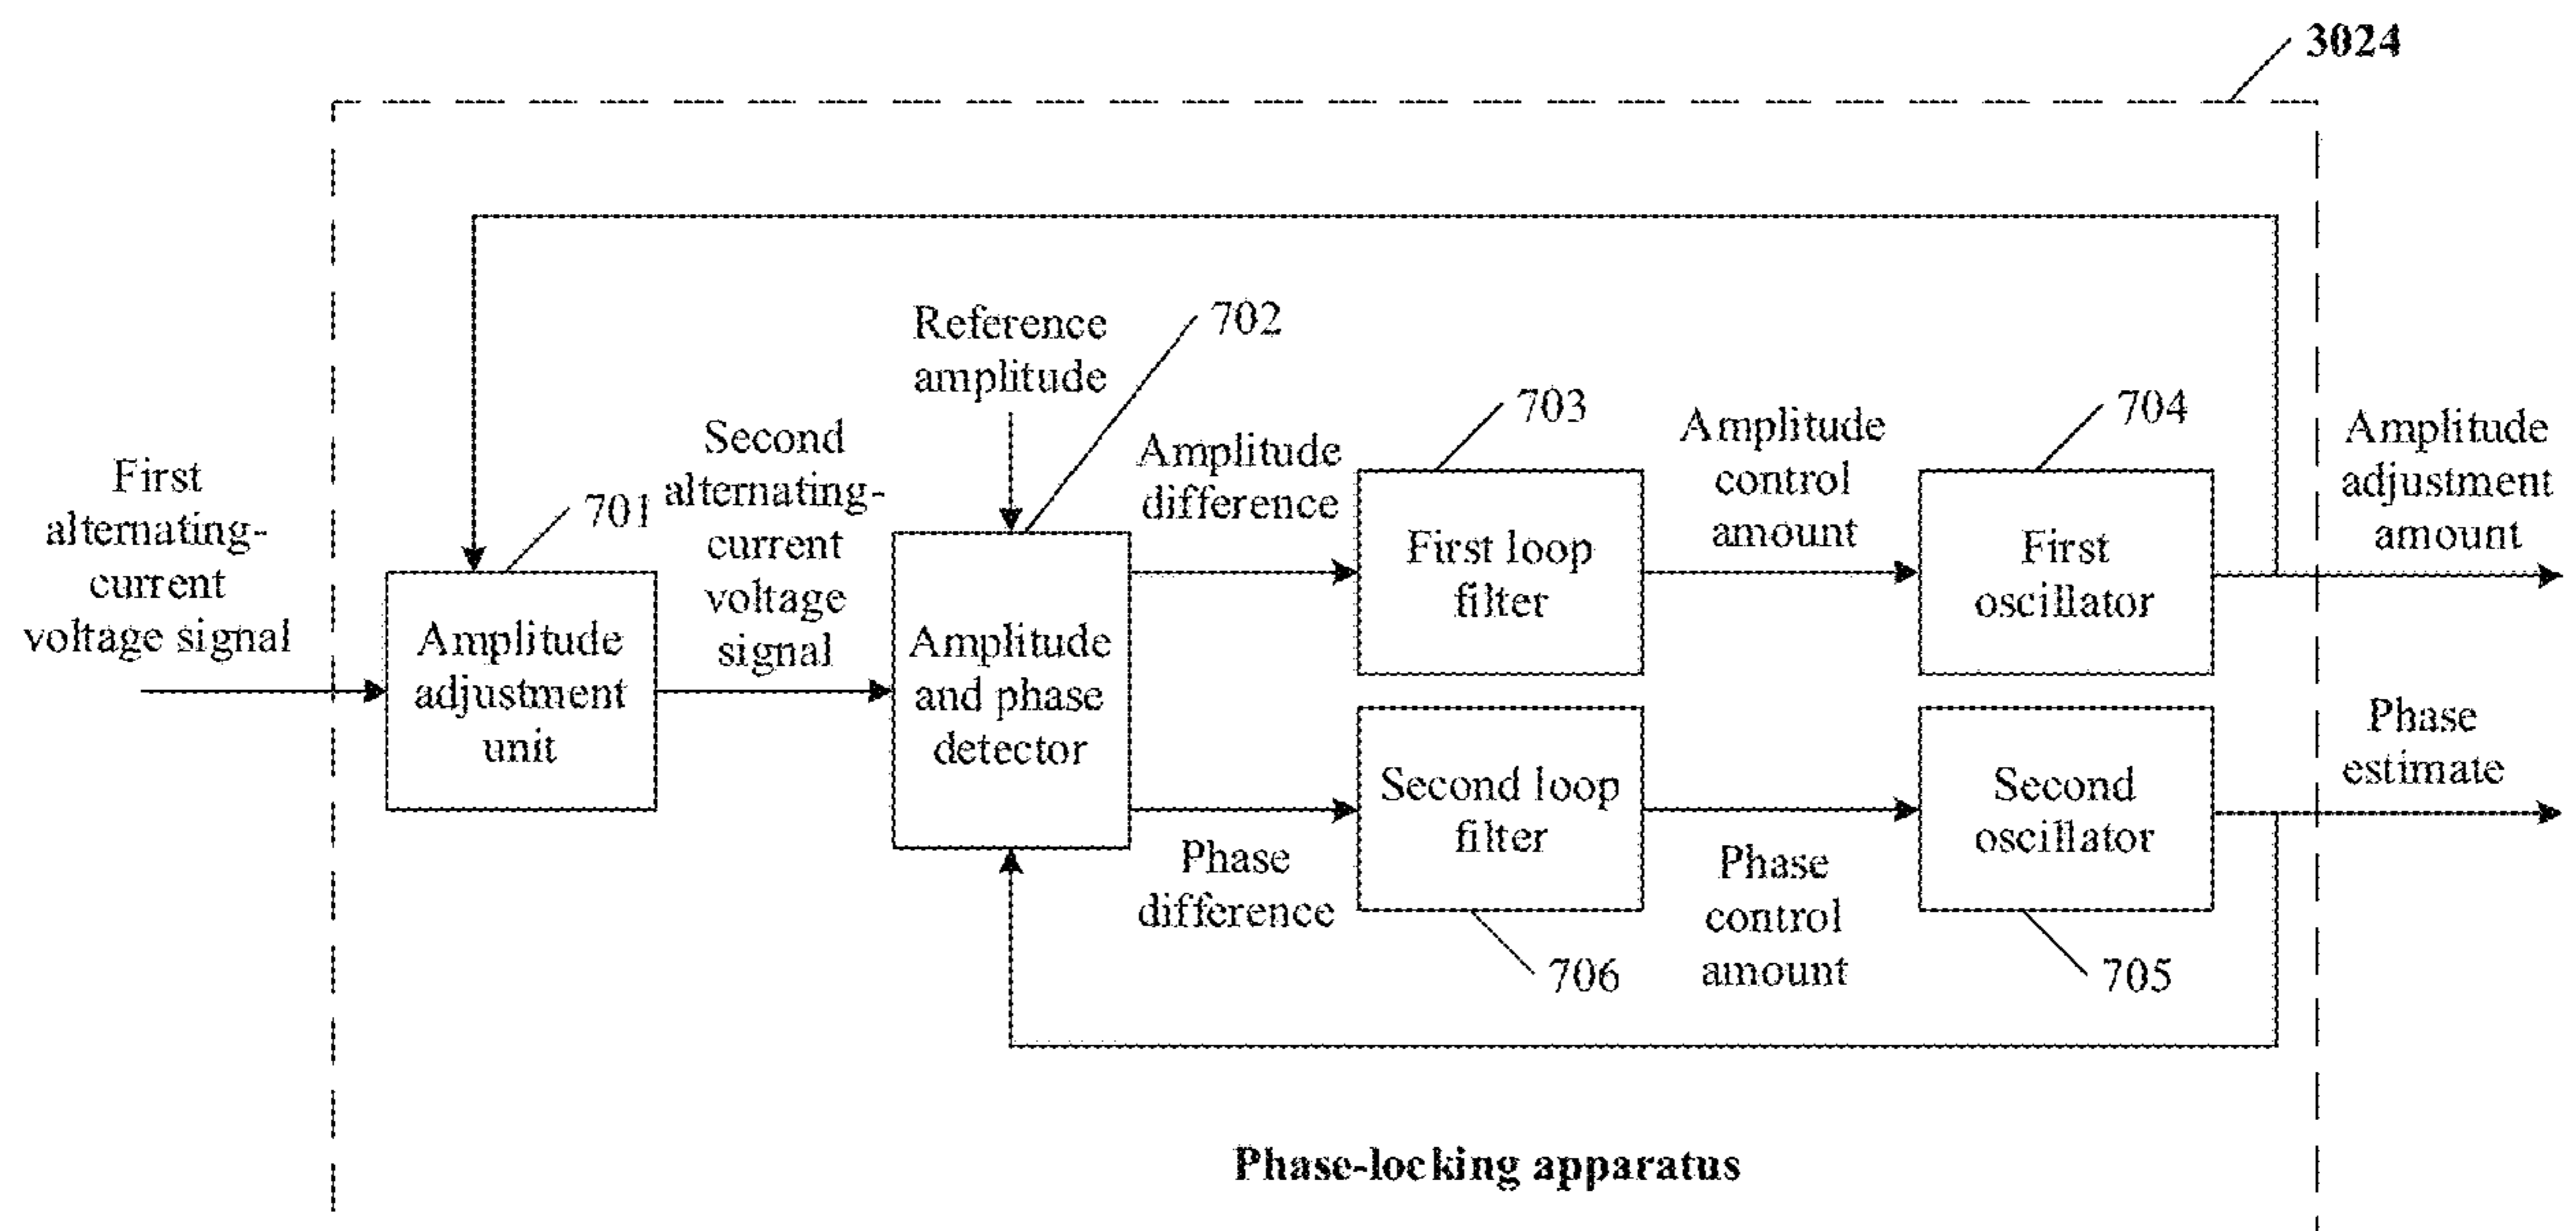 3024
Reference
amplitude
702
First
alternating-
current
voltage signal
701
Second
alternating-
current
voltage
signal
Amplitude
difference
703
Amplitude
control
amount
704
Amplitude
adjustment
amount
Amplitude
adjustment
unit
Amplitude
and phase
detector
First loop
filter
First
oscillator
Second loop
filter
Second
oscillator
Phase
estimate
Phase
difference
706
Phase
control
amount
705
Phase-locking apparatus